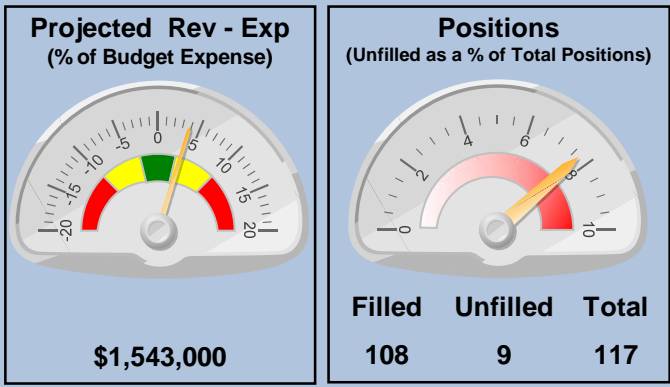 Projected Rev - Exp
(% of Budget Expense)
-20 -15 -10 -5 0 5 10 15 20
$1,543,000
Positions
(Unfilled as a % of Total Positions)
0 2 4 6 8 10
Filled Unfilled Total
108 9 117